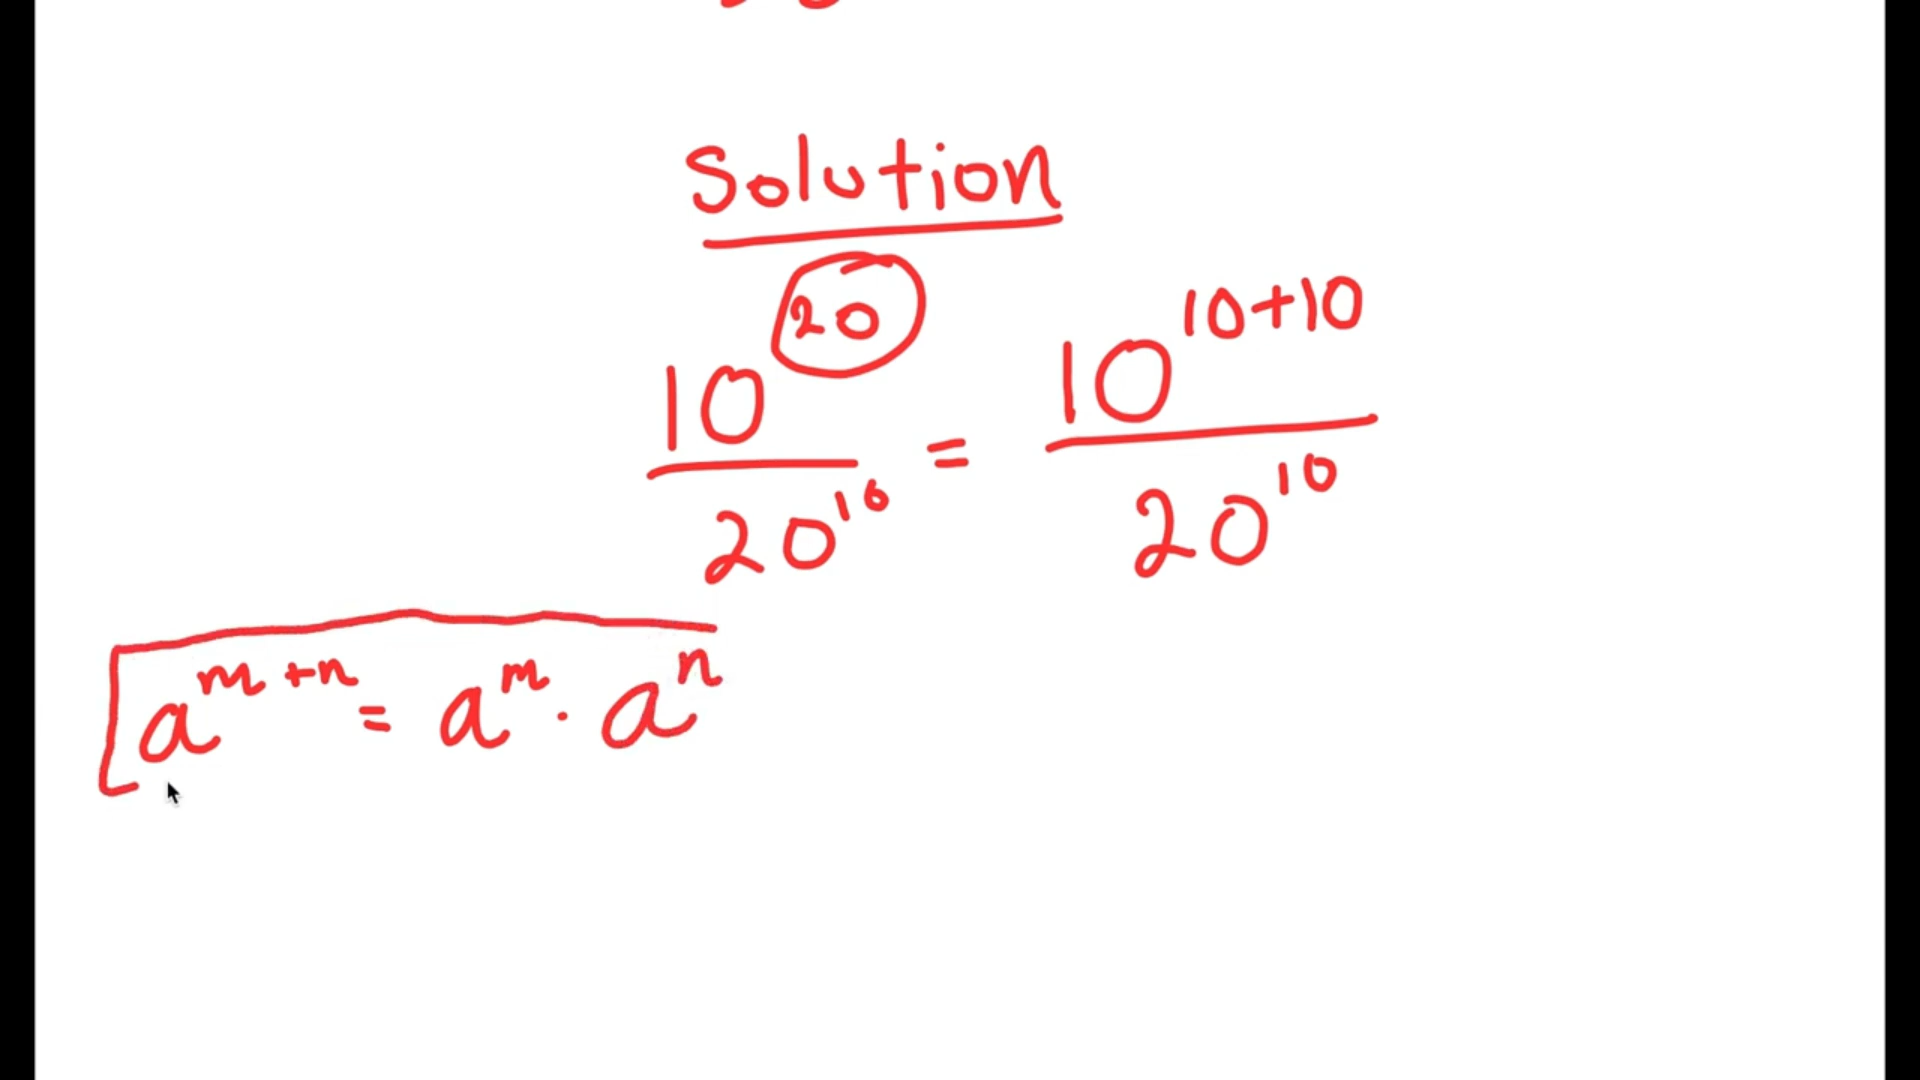 Solution
10^20 / 20^10 = 10^(10+10) / 20^10
a^(m+n) = a^m · a^n